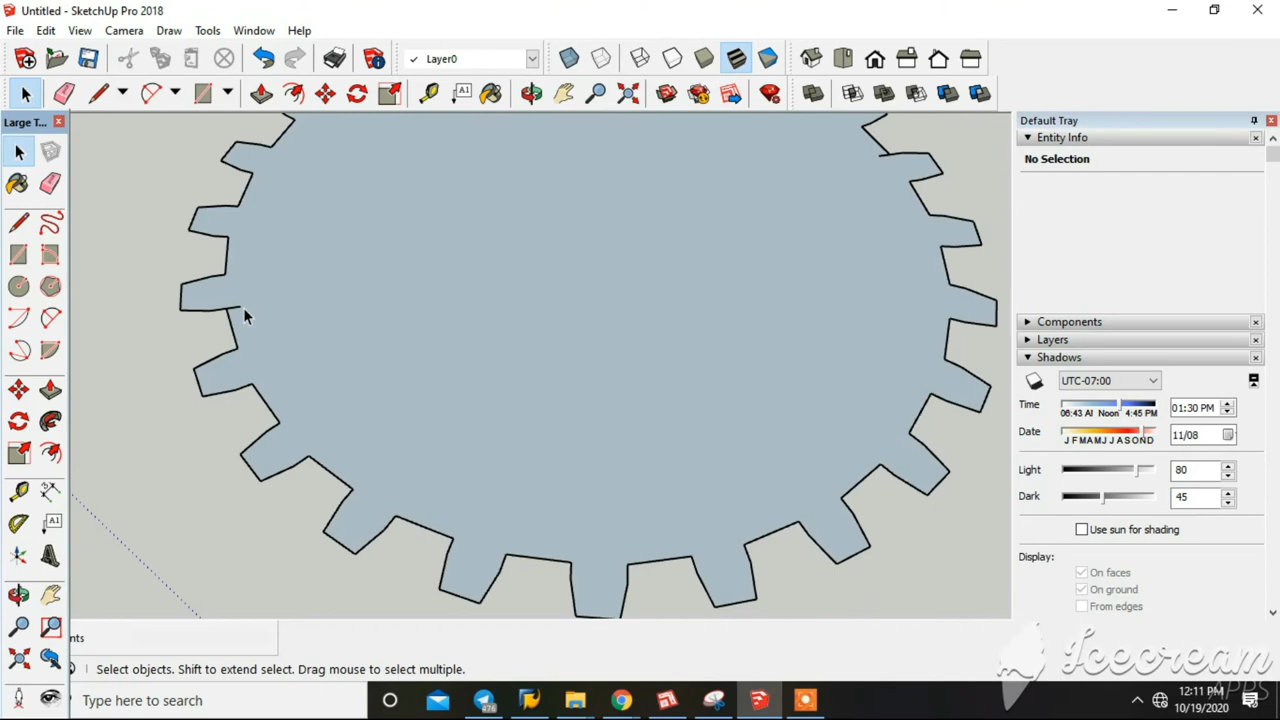 Untitled - SketchUp Pro 2018
File Edit View Camera Draw Tools Window Help
Layer0
A1
Large T...
Default Tray
Entity Info
No Selection
Components
Layers
Shadows
UTC-07:00
Time
06:43 AI Noon 4:45 PM
01:30 PM
Date
J F M A M J J A S O N D
11/08
Light
80
Dark
45
Use sun for shading
Display:
On faces
On ground
From edges
A1
nts
Select objects. Shift to extend select. Drag mouse to select multiple.
Icecream
APPS
Type here to search
476
12:11 PM
10/19/2020